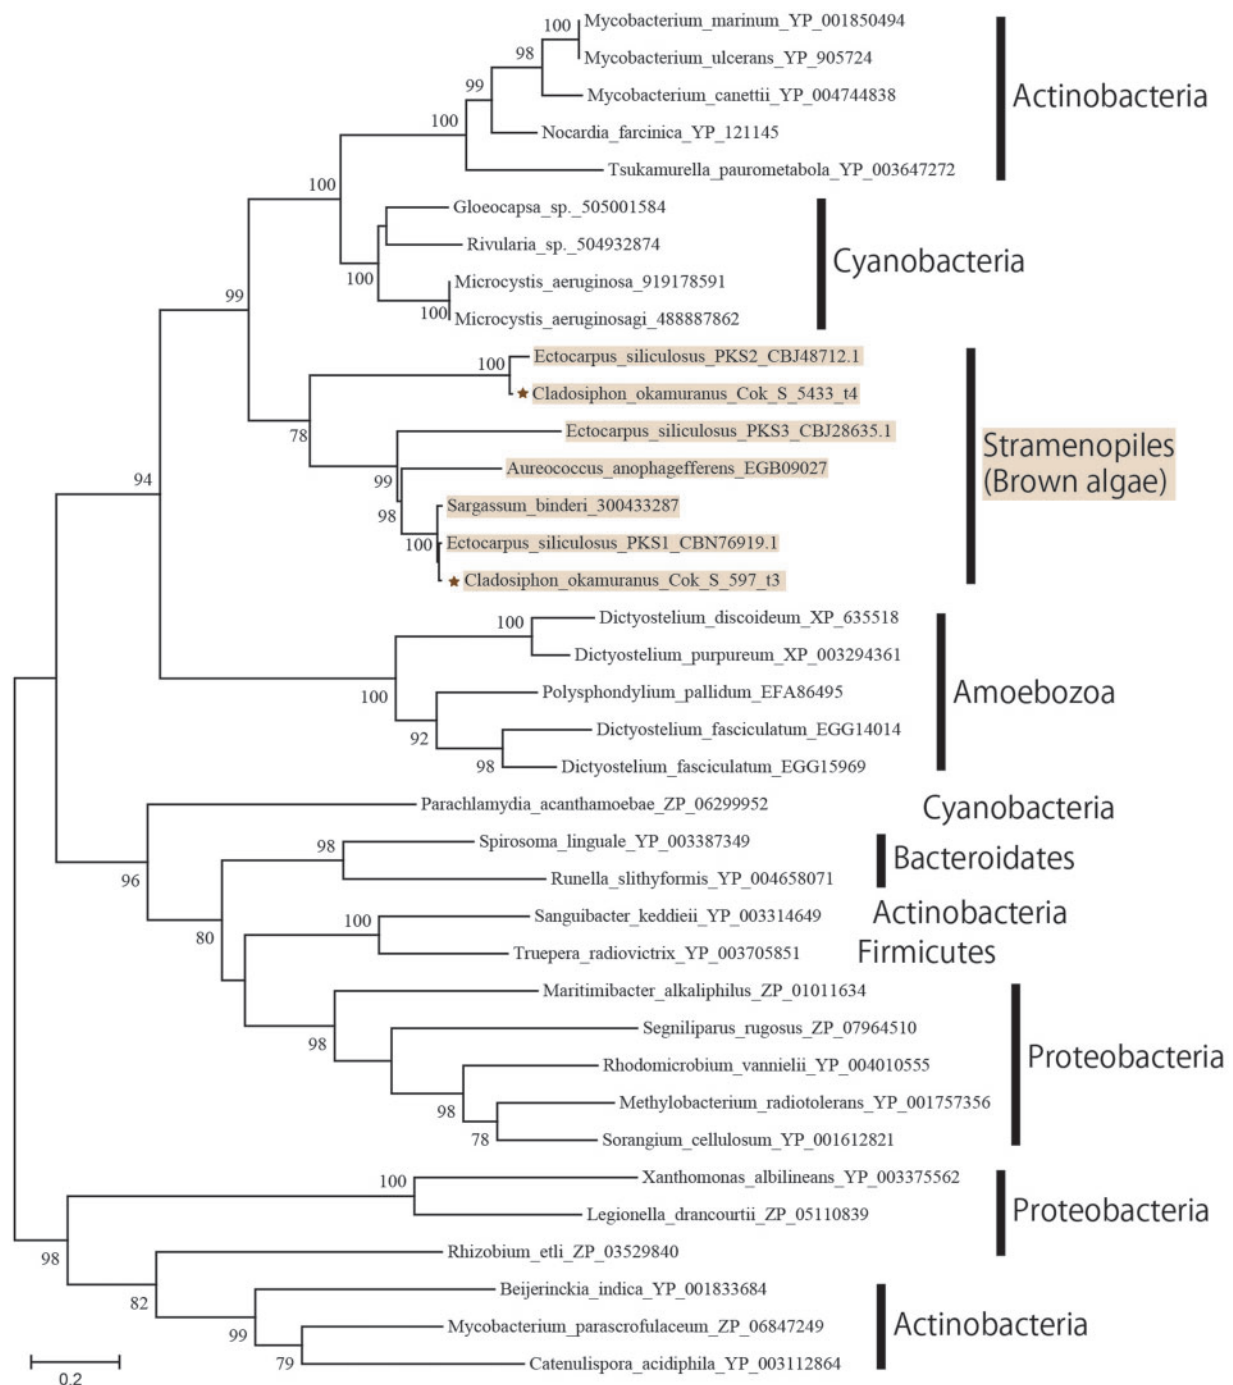 100
Mycobacterium_marinum_YP_001850494
98
Mycobacterium_ulcerans_YP_905724
99
Mycobacterium_canettii_YP_004744838
Actinobacteria
100
Nocardia_farcinica_YP_121145
Tsukamurella_paurometabola_YP_003647272
100
Gloeocapsa_sp._505001584
Rivularia_sp._504932874
Cyanobacteria
100
Microcystis_aeruginosa_919178591
99
100
Microcystis_aeruginosagi_488887862
100
Ectocarpus_siliculosus_PKS2_CBJ48712.1
Cladosiphon_okamuranus_Cok_S_5433_t4
78
Ectocarpus_siliculosus_PKS3_CBJ28635.1
Stramenopiles
(Brown algae)
94
99
Aureococcus_anophagefferens_EGB09027
98
Sargassum_binderi_300433287
100
Ectocarpus_siliculosus_PKS1_CBN76919.1
Cladosiphon_okamuranus_Cok_S_597_t3
100
Dictyostelium_discoideum_XP_635518
Dictyostelium_purpureum_XP_003294361
100
Polysphondylium_pallidum_EFA86495
Amoebozoa
92
Dictyostelium_fasciculatum_EGG14014
98
Dictyostelium_fasciculatum_EGG15969
Parachlamydia_acanthamoebae_ZP_06299952
Cyanobacteria
98
Spirosoma_linguale_YP_003387349
Bacteroidates
96
Runella_slithyformis_YP_004658071
80
100
Sanguibacter_keddieii_YP_003314649
Actinobacteria
Truepera_radiovictrix_YP_003705851
Firmicutes
Maritimibacter_alkaliphilus_ZP_01011634
98
Segniliparus_rugosus_ZP_07964510
Rhodomicrobium_vannielii_YP_004010555
Proteobacteria
98
Methylobacterium_radiotolerans_YP_001757356
78
Sorangium_cellulosum_YP_001612821
100
Xanthomonas_albilineans_YP_003375562
Legionella_drancourtii_ZP_05110839
Proteobacteria
98
Rhizobium_etli_ZP_03529840
82
Beijerinckia_indica_YP_001833684
99
Mycobacterium_parascrofulaceum_ZP_06847249
Actinobacteria
79
Catenulispora_acidiphila_YP_003112864
0.2